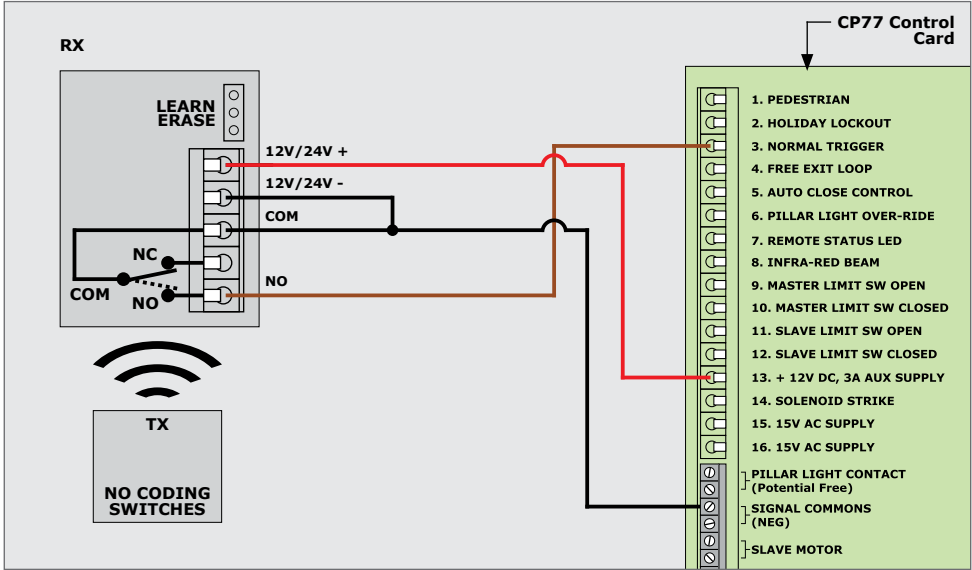 CP77 Control
Card
RX
LEARN
ERASE
12V/24V +
12V/24V -
COM
NC
COM
NO
NO
TX
NO CODING
SWITCHES
1. PEDESTRIAN
2. HOLIDAY LOCKOUT
3. NORMAL TRIGGER
4. FREE EXIT LOOP
5. AUTO CLOSE CONTROL
6. PILLAR LIGHT OVER-RIDE
7. REMOTE STATUS LED
8. INFRA-RED BEAM
9. MASTER LIMIT SW OPEN
10. MASTER LIMIT SW CLOSED
11. SLAVE LIMIT SW OPEN
12. SLAVE LIMIT SW CLOSED
13. + 12V DC, 3A AUX SUPPLY
14. SOLENOID STRIKE
15. 15V AC SUPPLY
16. 15V AC SUPPLY
PILLAR LIGHT CONTACT
(Potential Free)
SIGNAL COMMONS
(NEG)
SLAVE MOTOR